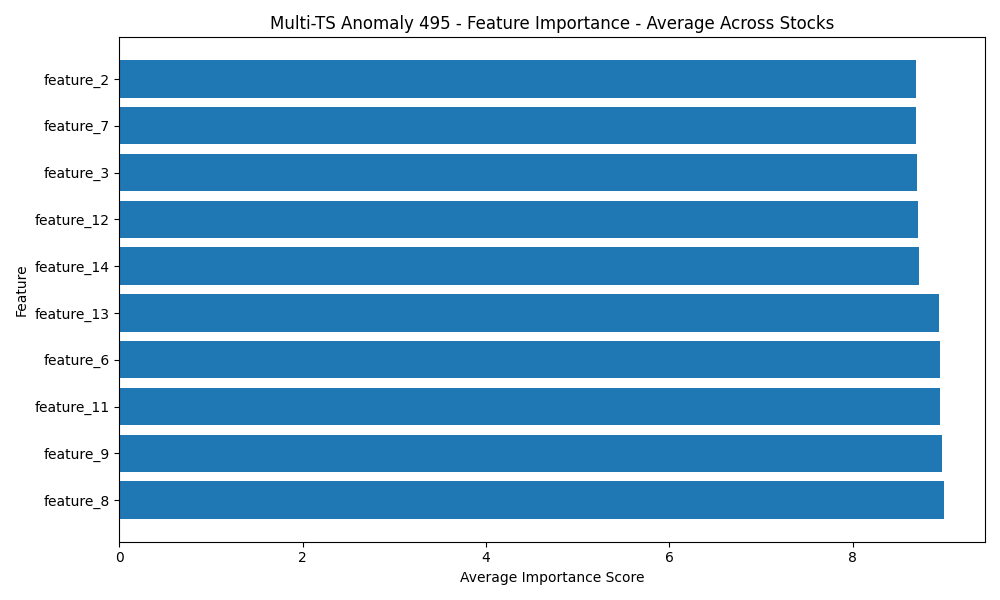 Multi-TS Anomaly 495 - Feature Importance - Average Across Stocks
Feature
feature_2
feature_7
feature_3
feature_12
feature_14
feature_13
feature_6
feature_11
feature_9
feature_8
0 2 4 6 8
Average Importance Score